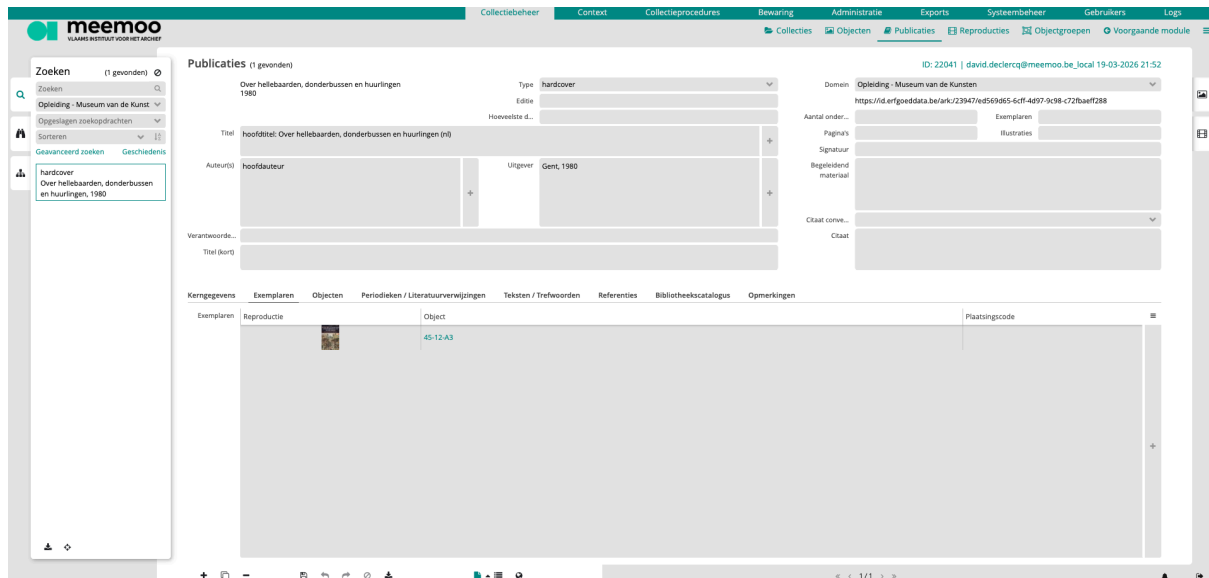 Collectiebeheer Context Collectieprocedures Bewaring Administratie Exports Systeembeheer Gebruikers Logs
meemoo
VLAAMS INSTITUUT VOOR HET ARCHIEF
Collecties Objecten Publicaties Reproducties Objectgroepen Voorgaande module
Zoeken (1 gevonden)
Zoeken
Opleiding - Museum van de Kunst
Opgeslagen zoekopdrachten
Sorteren
Geavanceerd zoeken Geschiedenis
hardcover
Over hellebaarden, donderbussen
en huurlingen, 1980
Publicaties (1 gevonden)
ID: 22041 | david.declercq@meemoo.be_local 19-03-2026 21:52
Over hellebaarden, donderbussen en huurlingen
1980
Type hardcover
Editie
Hoeveelste d...
Domein Opleiding - Museum van de Kunsten
https://id.erfgoeddata.be/ark:/23947/ed569d65-6cff-4d97-9c98-c72fbaeff288
Aantal onder... Exemplaren
Pagina's Illustraties
Signatuur
Titel hoofdtitel: Over hellebaarden, donderbussen en huurlingen (nl)
+
Auteur(s) hoofdauteur
+
Uitgever Gent, 1980
+
Begeleidend
materiaal
Citaat conve...
Citaat
Verantwoorde...
Titel (kort)
Kerngegevens Exemplaren Objecten Periodieken / Literatuurverwijzingen Teksten / Trefwoorden Referenties Bibliotheekscatalogus Opmerkingen
Exemplaren Reproductie Object Plaatsingscode
45-12-A3
+
1/1